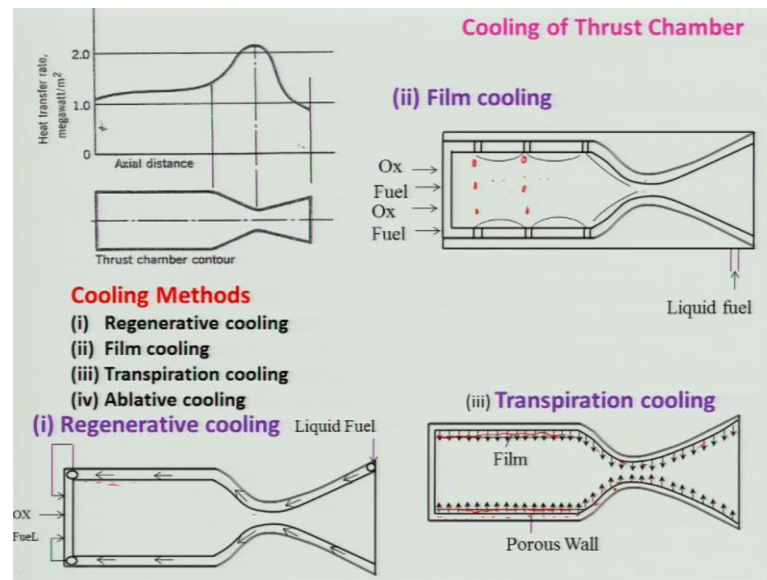 Cooling of Thrust Chamber
Heat transfer rate,
megawatt/m²
2.0
1.0
0
Axial distance
Thrust chamber contour
(ii) Film cooling
Ox
Fuel
Ox
Fuel
Liquid fuel
Cooling Methods
(i) Regenerative cooling
(ii) Film cooling
(iii) Transpiration cooling
(iv) Ablative cooling
(i) Regenerative cooling
Liquid Fuel
OX
FueL
(iii) Transpiration cooling
Film
Porous Wall